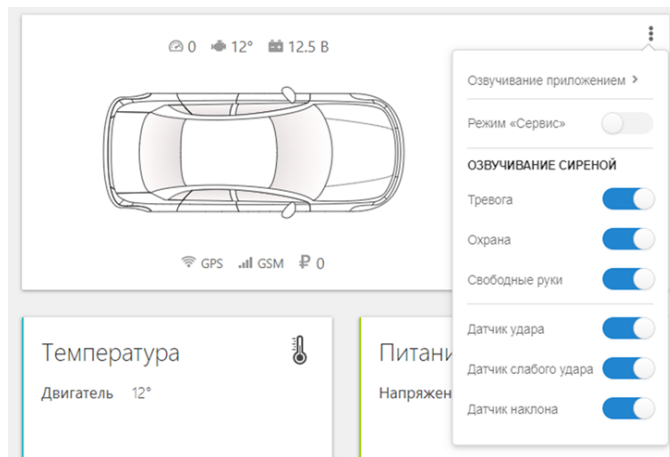 0 12° 12.5 В
Озвучивание приложением >
Режим «Сервис»
ОЗВУЧИВАНИЕ СИРЕНОЙ
Тревога
Охрана
Свободные руки
GPS GSM ₽ 0
Датчик удара
Датчик слабого удара
Датчик наклона
Температура
Двигатель 12°
Питани
Напряжен